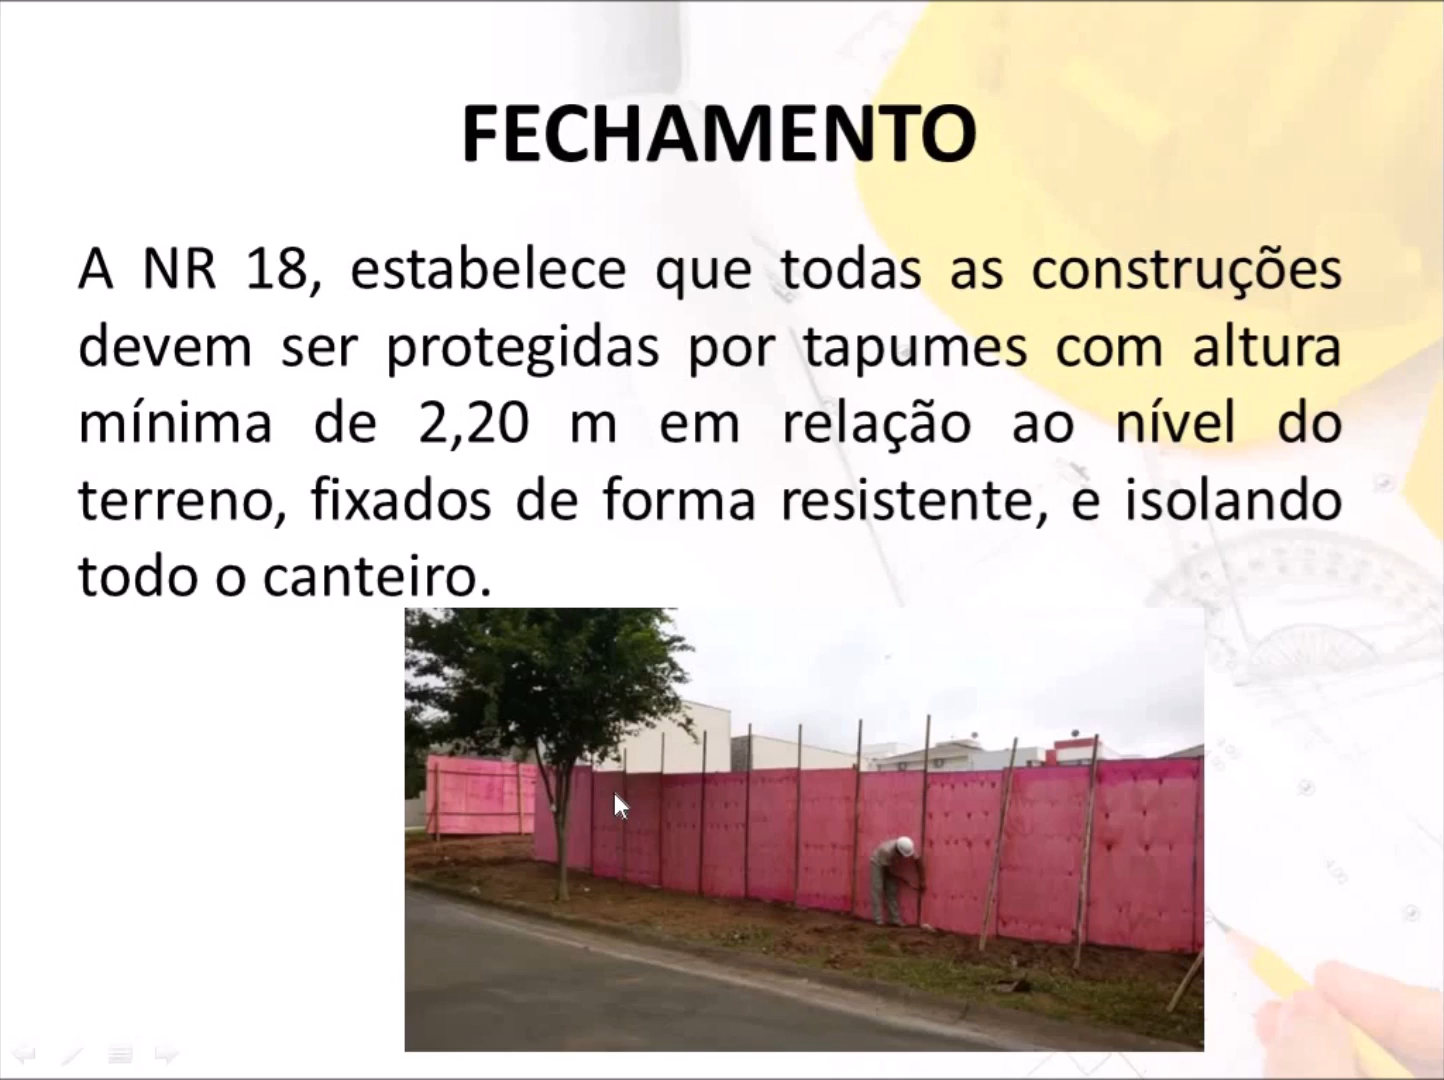 FECHAMENTO
A NR 18, estabelece que todas as construções
devem ser protegidas por tapumes com altura
mínima de 2,20 m em relação ao nível do
terreno, fixados de forma resistente, e isolando
todo o canteiro.